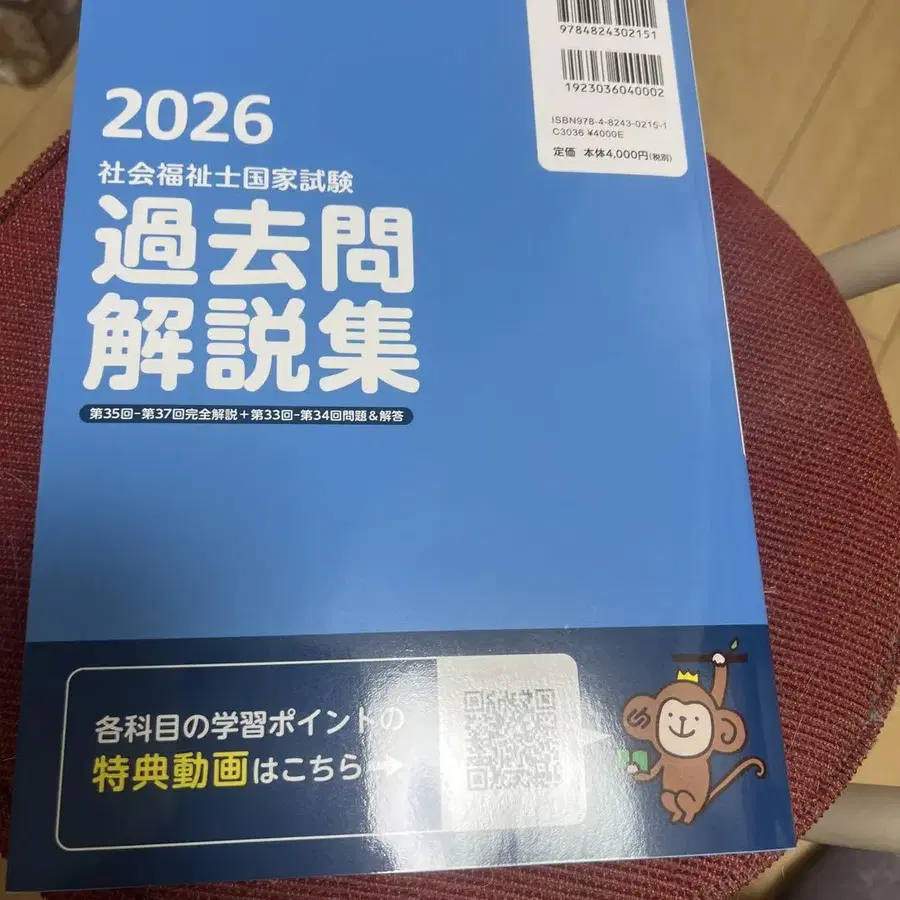 9784824302151
1923036040002
ISBN978-4-8243-0215-1
C3036 ¥4000E
定価 本体4,000円(税別)
2026
社会福祉士国家試験
過去問
解説集
第35回-第37回完全解説+第33回-第34回問題&解答
各科目の学習ポイントの
特典動画はこちら→